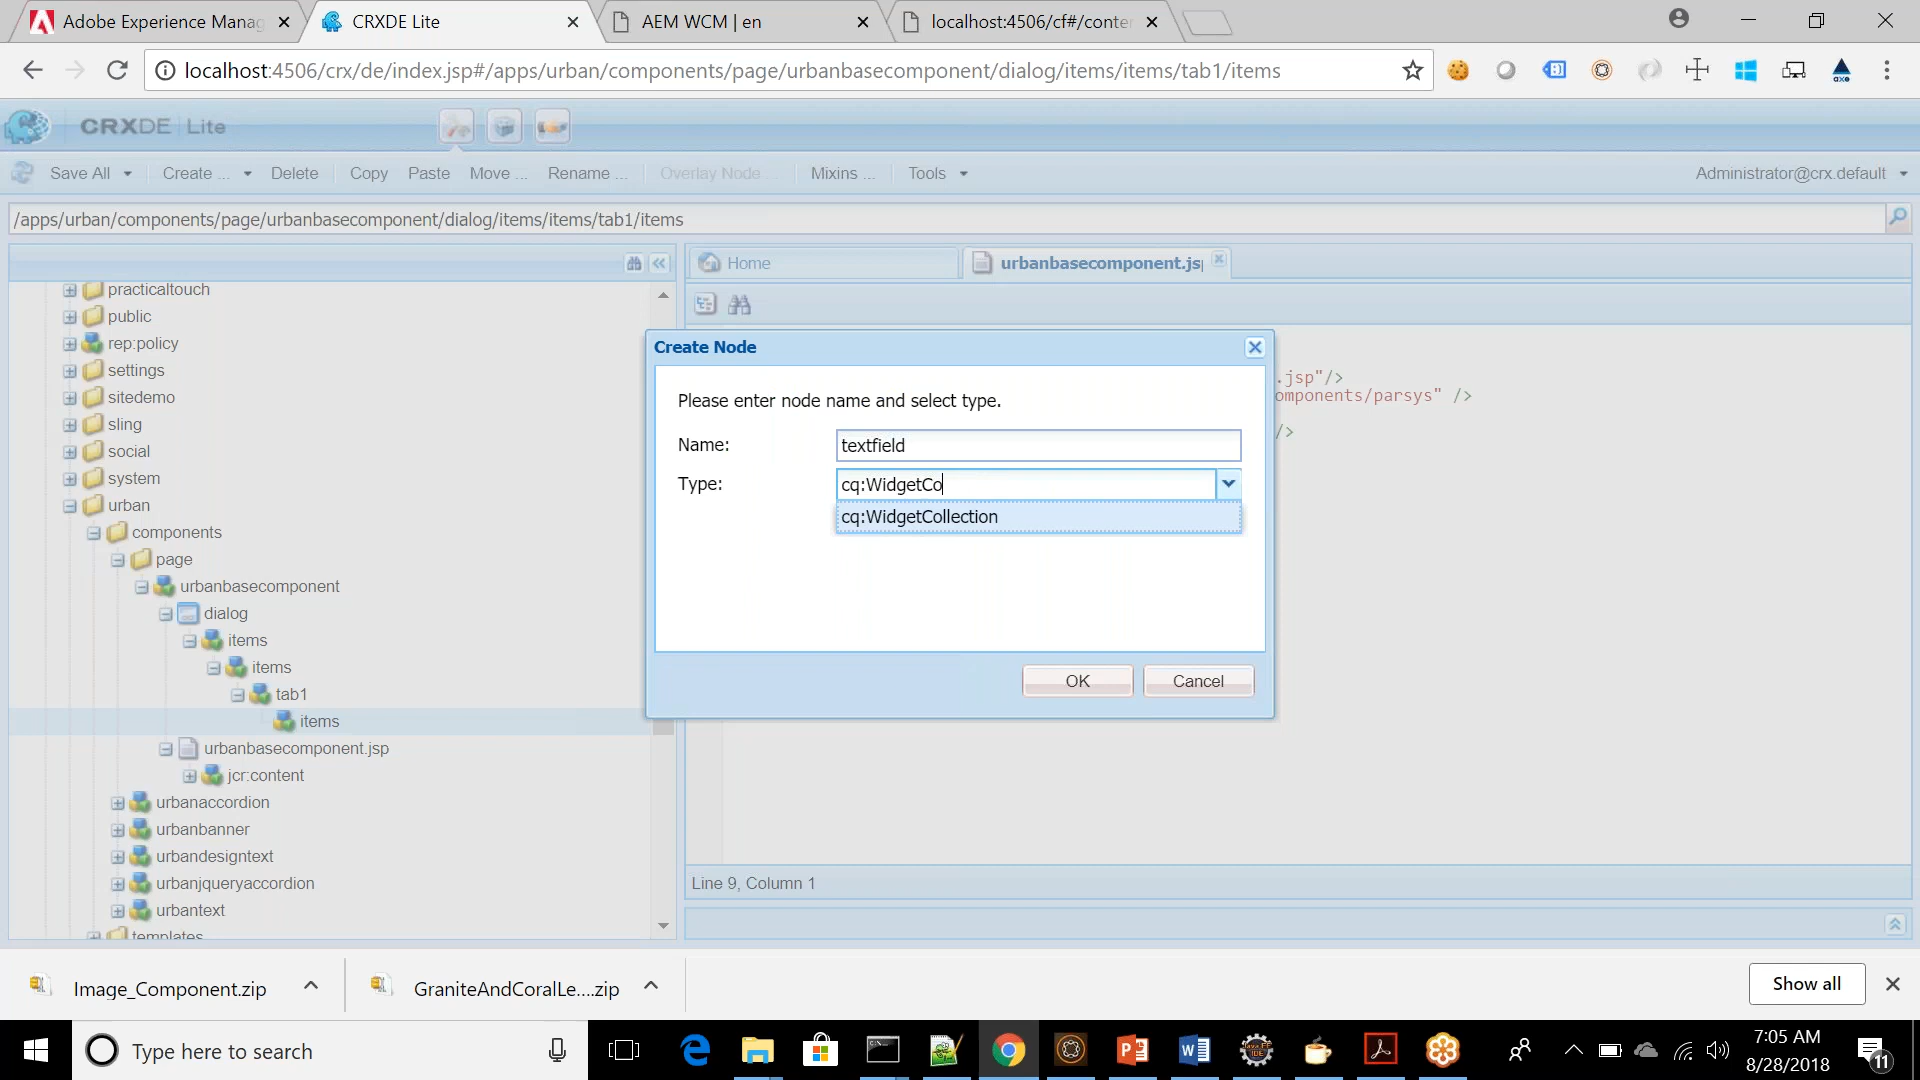 Adobe Experience Manag
CRXDE Lite
AEM WCM | en
localhost:4506/cf#/conter
localhost:4506/crx/de/index.jsp#/apps/urban/components/page/urbanbasecomponent/dialog/items/items/tab1/items
CRXDE | Lite
Save All
Create ...
Delete
Copy
Paste
Move ...
Rename ...
Overlay Node ...
Mixins ...
Tools
Administrator@crx.default
/apps/urban/components/page/urbanbasecomponent/dialog/items/items/tab1/items
Home
urbanbasecomponent.js
practicaltouch
public
rep:policy
settings
sitedemo
sling
social
system
urban
components
page
urbanbasecomponent
dialog
items
items
tab1
items
urbanbasecomponent.jsp
jcr:content
urbanaccordion
urbanbanner
urbandesigntext
urbanjqueryaccordion
urbantext
templates
.jsp"/>
omponents/parsys" />
/>
Create Node
Please enter node name and select type.
Name:
textfield
Type:
cq:WidgetCo
cq:WidgetCollection
OK
Cancel
Line 9, Column 1
Image_Component.zip
GraniteAndCoralLe....zip
Show all
Type here to search
7:05 AM
8/28/2018
11